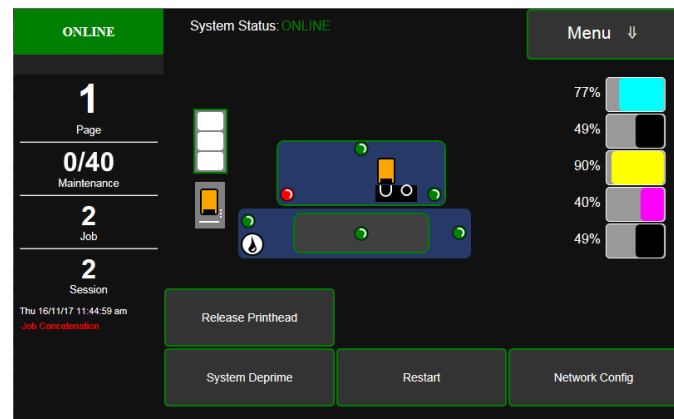 ONLINE
System Status: ONLINE
Menu ⇓
1
Page
0/40
Maintenance
2
Job
2
Session
Thu 16/11/17 11:44:59 am
Job Concatenation
77%
49%
90%
40%
49%
Release Printhead
System Deprime
Restart
Network Config